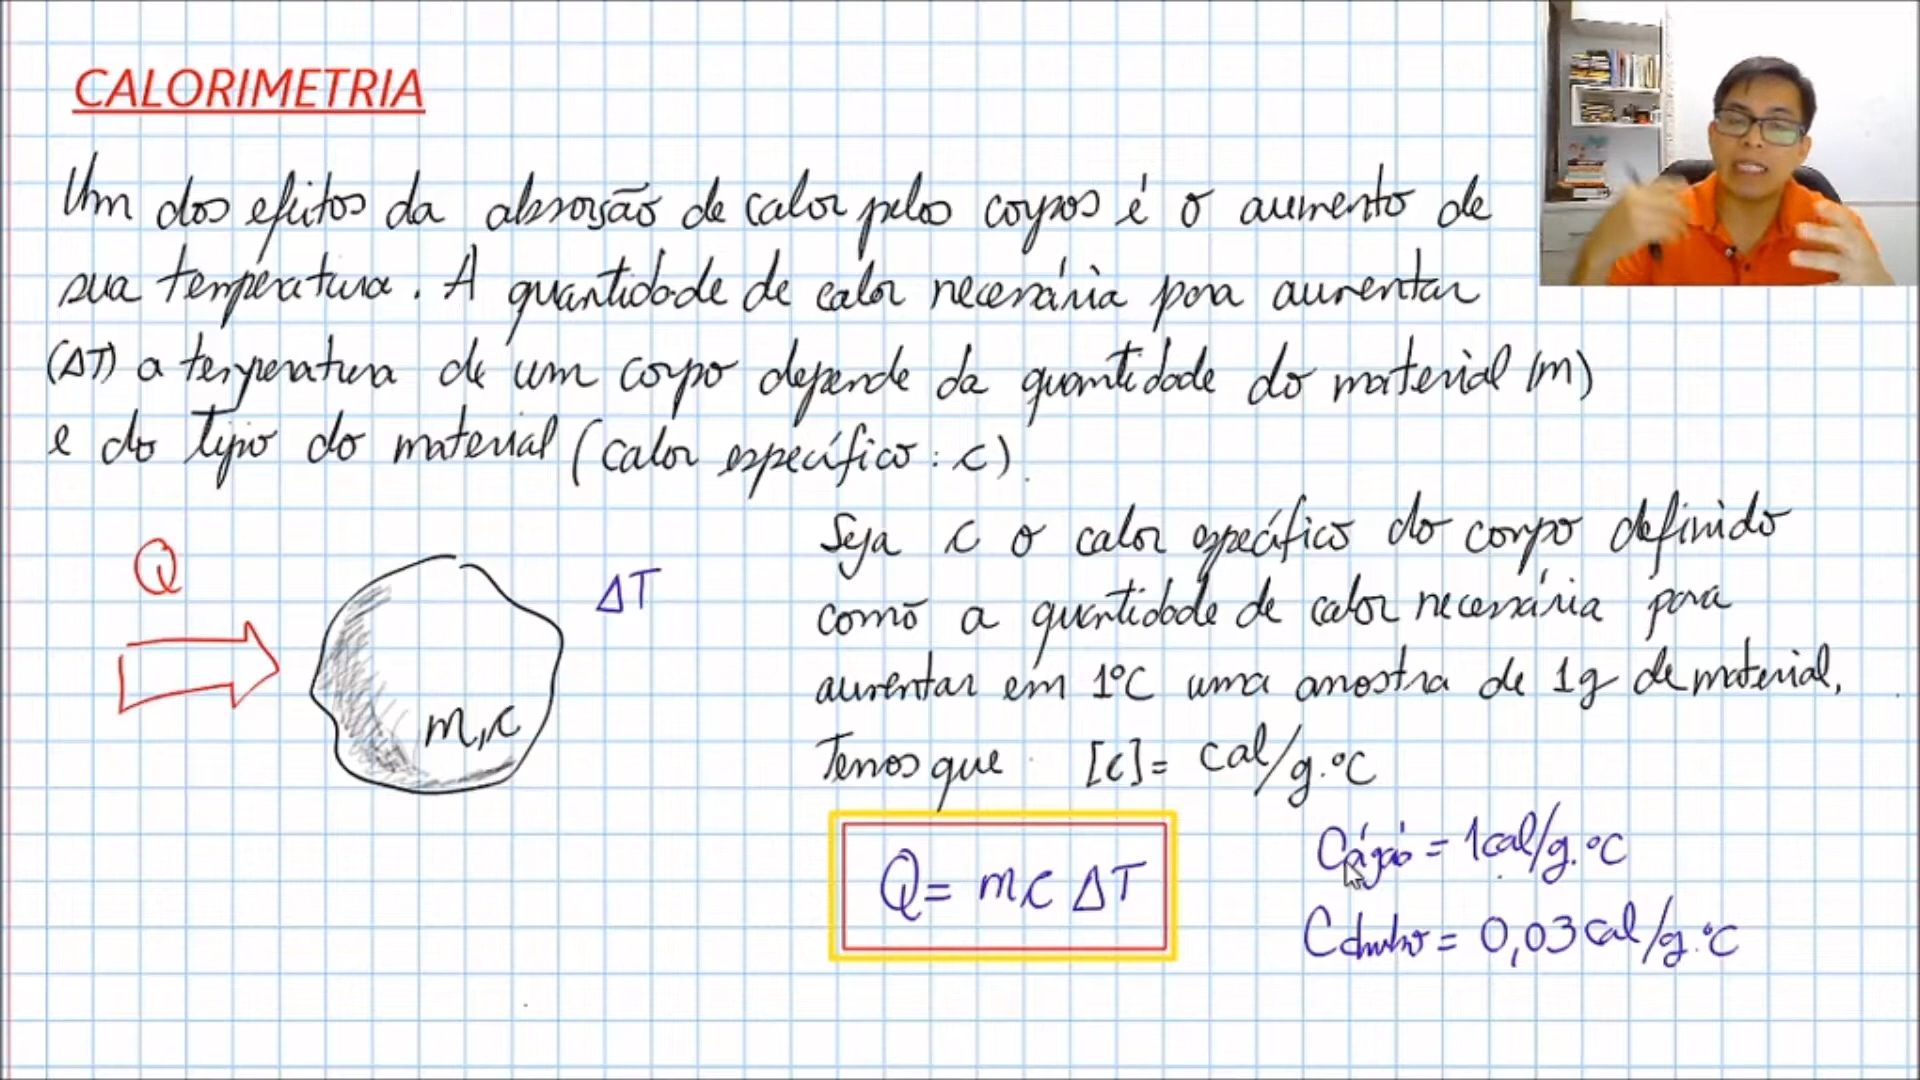 CALORIMETRIA
Um dos efeitos da absorsão de calor pelos corpos é o aumento de
sua temperatura. A quantidade de calor necessária para aumentar
(ΔT) a temperatura de um corpo depende da quantidade do material (m)
e do tipo do material (calor específico: c).
Q
ΔT
m, c
Seja c o calor específico do corpo definido
como a quantidade de calor necessária para
aumentar em 1°C uma amostra de 1g de material.
Temos que [c] = cal/g.°C
Q = m c ΔT
Cágua = 1cal/g.°C
Cchumbo = 0,03 cal/g.°C